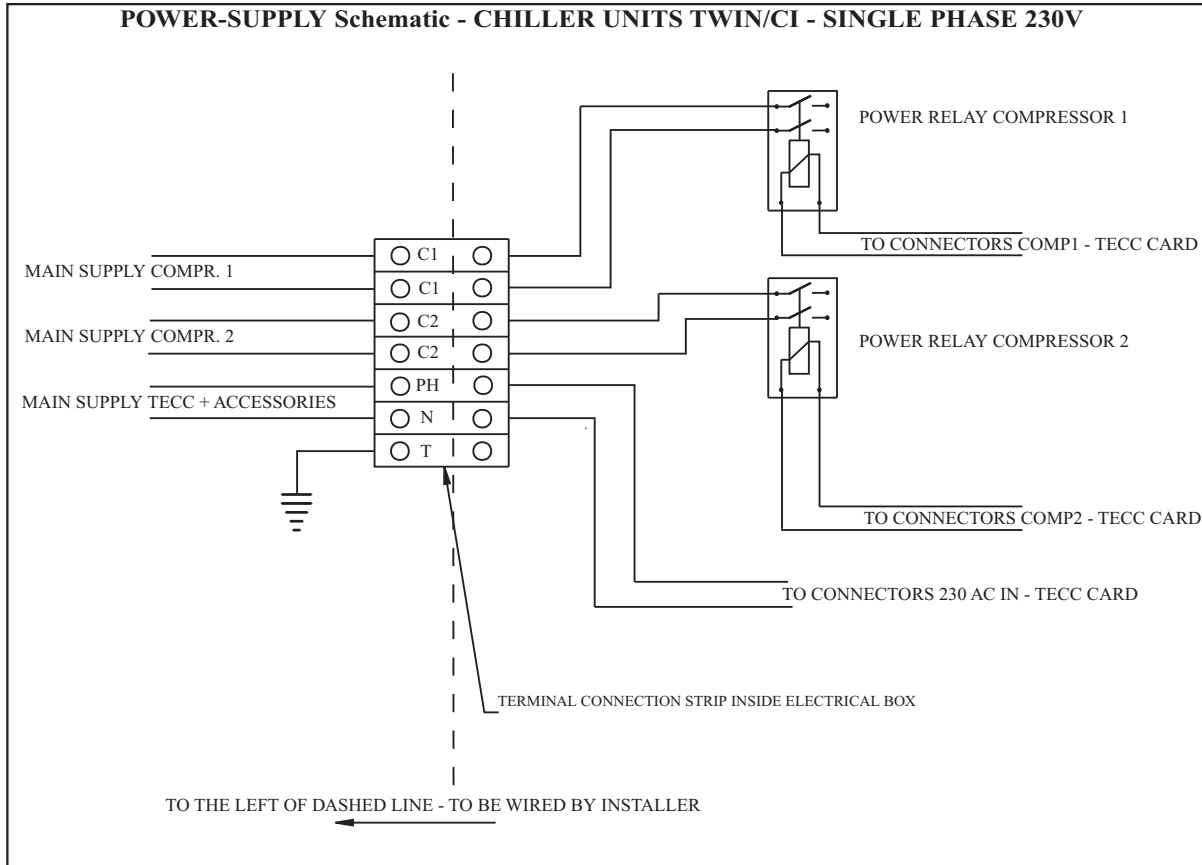 POWER-SUPPLY Schematic - CHILLER UNITS TWIN/CI - SINGLE PHASE 230V
POWER RELAY COMPRESSOR 1
TO CONNECTORS COMP1 - TECC CARD
MAIN SUPPLY COMPR. 1
C1
C1
MAIN SUPPLY COMPR. 2
C2
C2
POWER RELAY COMPRESSOR 2
MAIN SUPPLY TECC + ACCESSORIES
PH
N
T
TO CONNECTORS COMP2 - TECC CARD
TO CONNECTORS 230 AC IN - TECC CARD
TERMINAL CONNECTION STRIP INSIDE ELECTRICAL BOX
TO THE LEFT OF DASHED LINE - TO BE WIRED BY INSTALLER